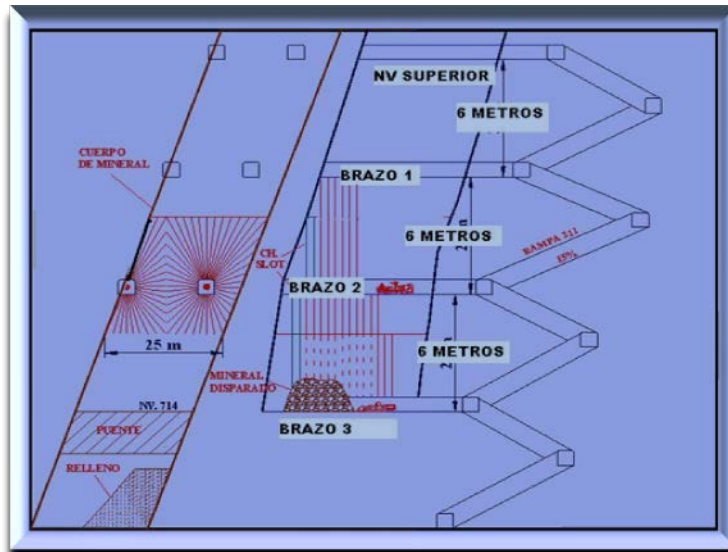 NV SUPERIOR
6 METROS
CUERPO
DE MINERAL
BRAZO 1
6 METROS
RAMPA 211
15%
CH.
SLOT
BRAZO 2
25 m
6 METROS
MINERAL
DISPARADO
NV. 714
PUENTE
BRAZO 3
RELLENO